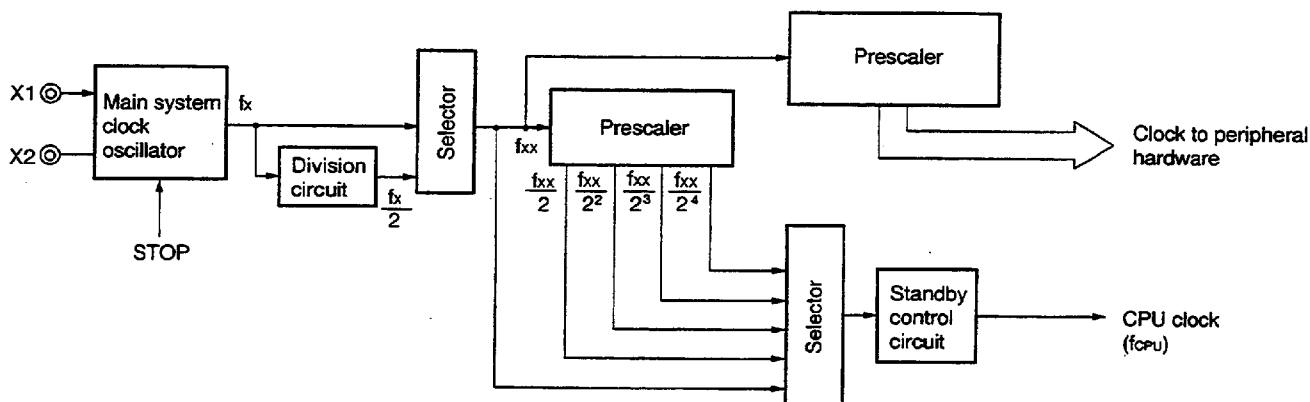 X1
X2
Main system
clock
oscillator
STOP
fx
Division
circuit
fx/2
Selector
fxx
Prescaler
fxx/2
fxx/2²
fxx/2³
fxx/2⁴
Prescaler
Clock to peripheral
hardware
Selector
Standby
control
circuit
CPU clock
(fCPU)